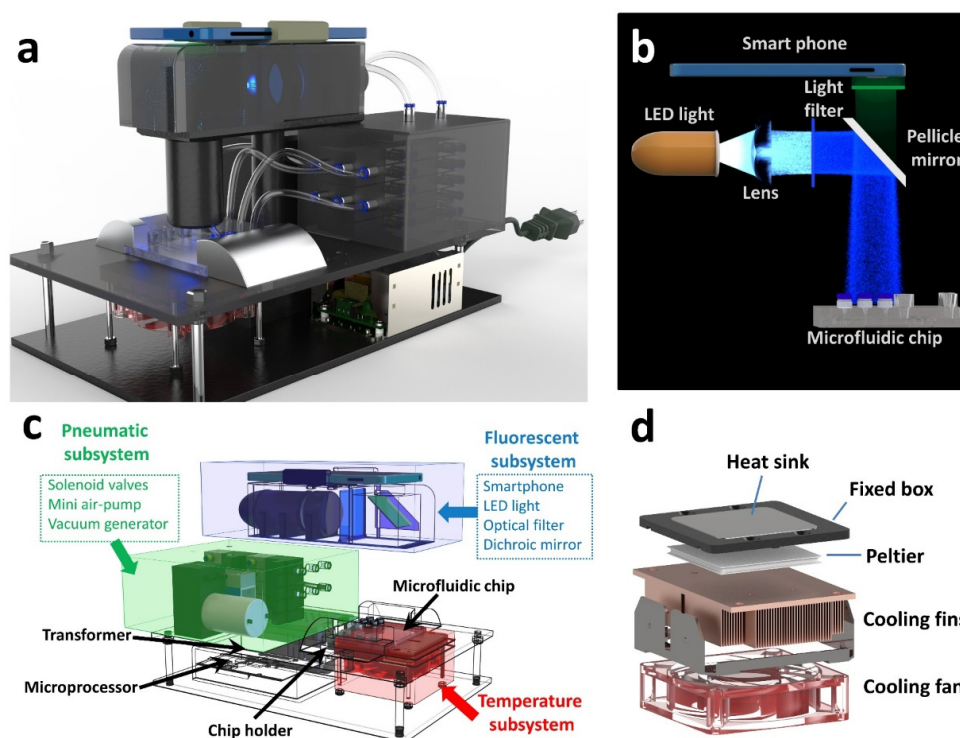 a
b
Smart phone
Light
filter
LED light
Pellicle
mirror
Lens
Microfluidic chip
c
Pneumatic
subsystem
Solenoid valves
Mini air-pump
Vacuum generator
Fluorescent
subsystem
Smartphone
LED light
Optical filter
Dichroic mirror
Microfluidic chip
Transformer
Microprocessor
Chip holder
Temperature
subsystem
d
Heat sink
Fixed box
Peltier
Cooling fins
Cooling fan